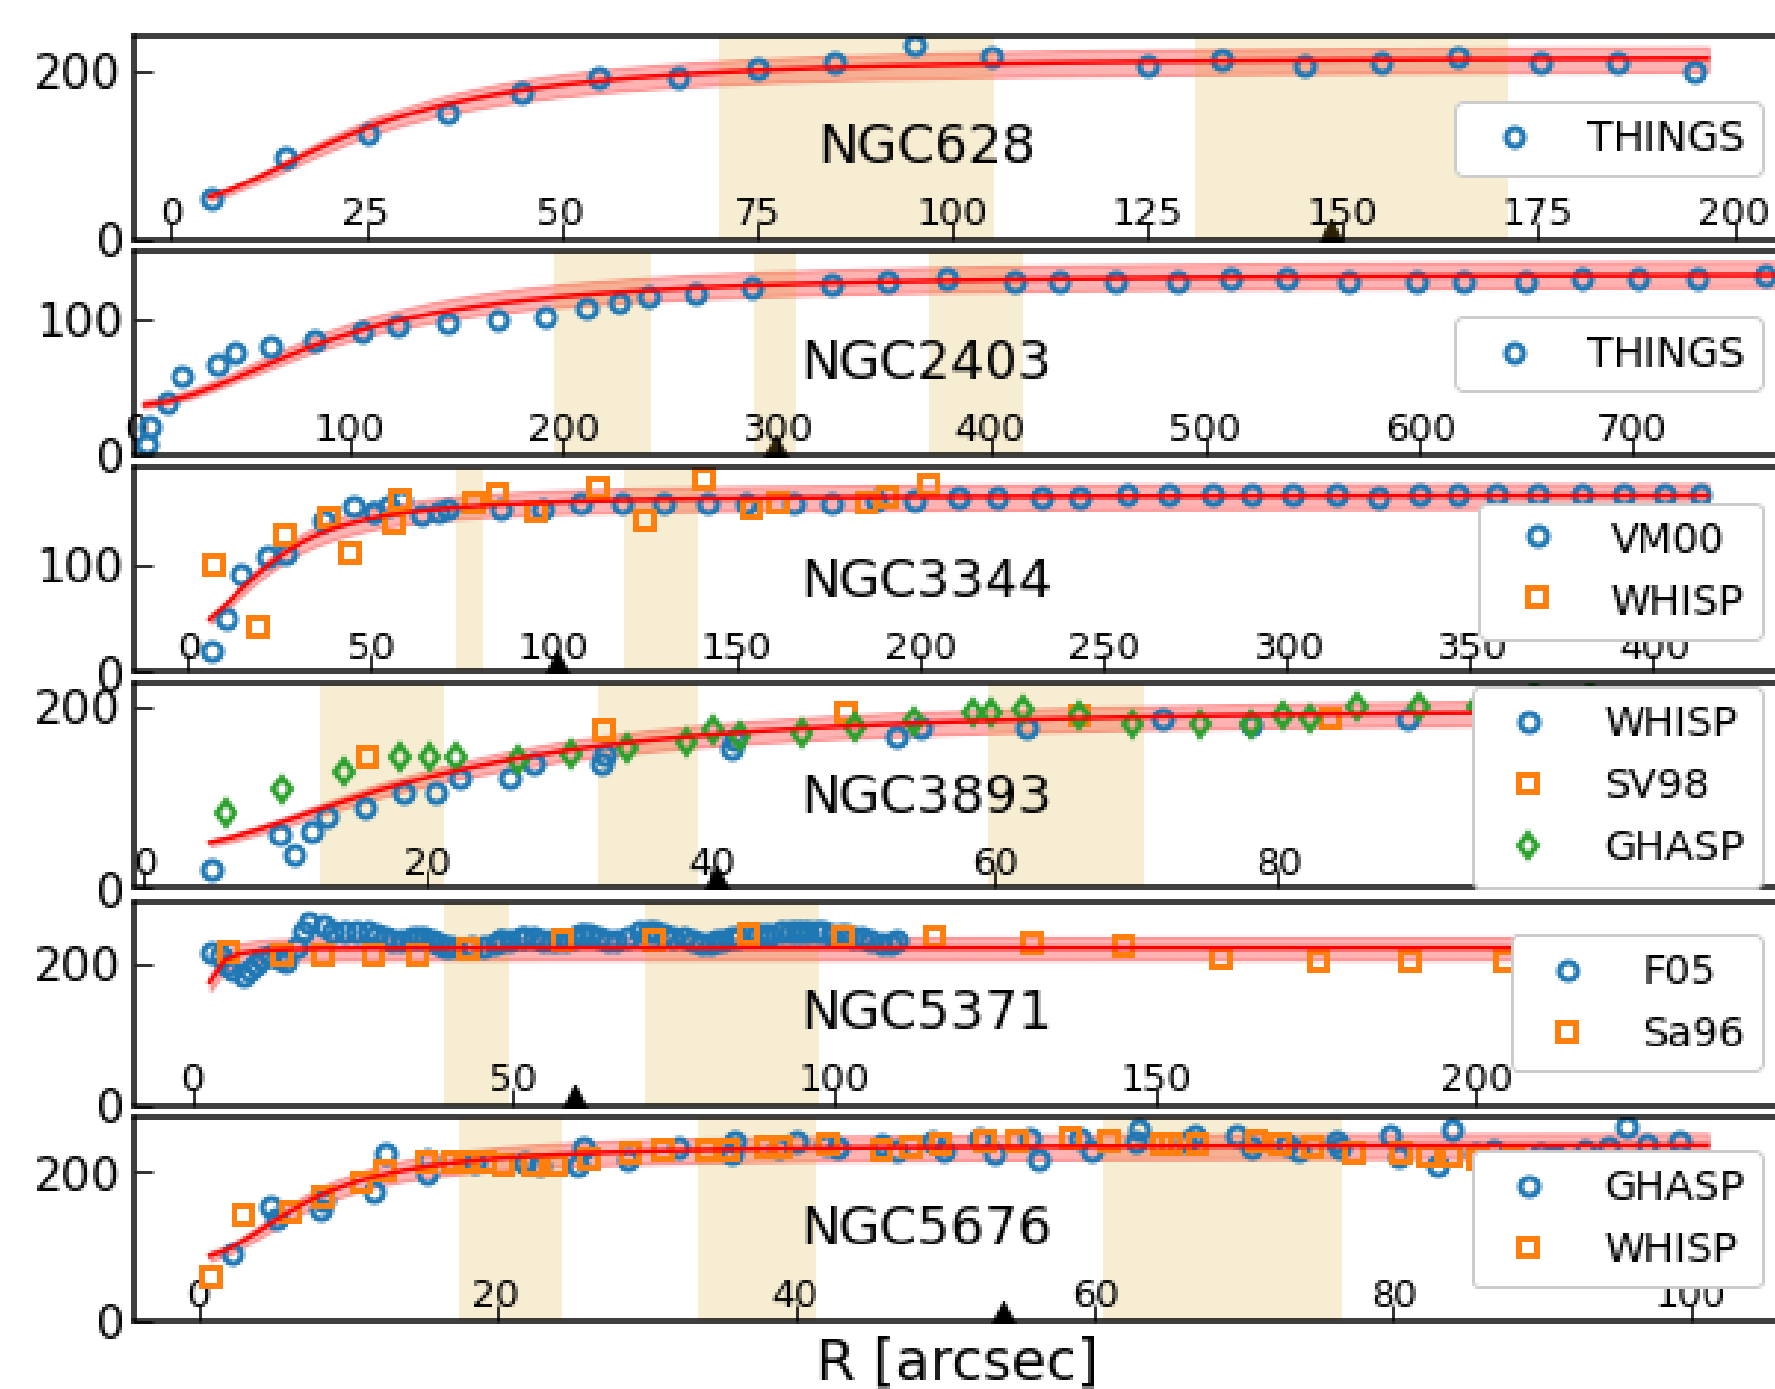 200
NGC628
THINGS
0 25 50 75 100 125 150 175 200
0
100
NGC2403
THINGS
0 100 200 300 400 500 600 700
0
100
NGC3344
VM00
WHISP
0 50 100 150 200 250 300 350 400
0
200
NGC3893
WHISP
SV98
GHASP
0 20 40 60 80
0
200
NGC5371
F05
Sa96
0 50 100 150 200
0
200
NGC5676
GHASP
WHISP
0 20 40 60 80 100
0
R [arcsec]